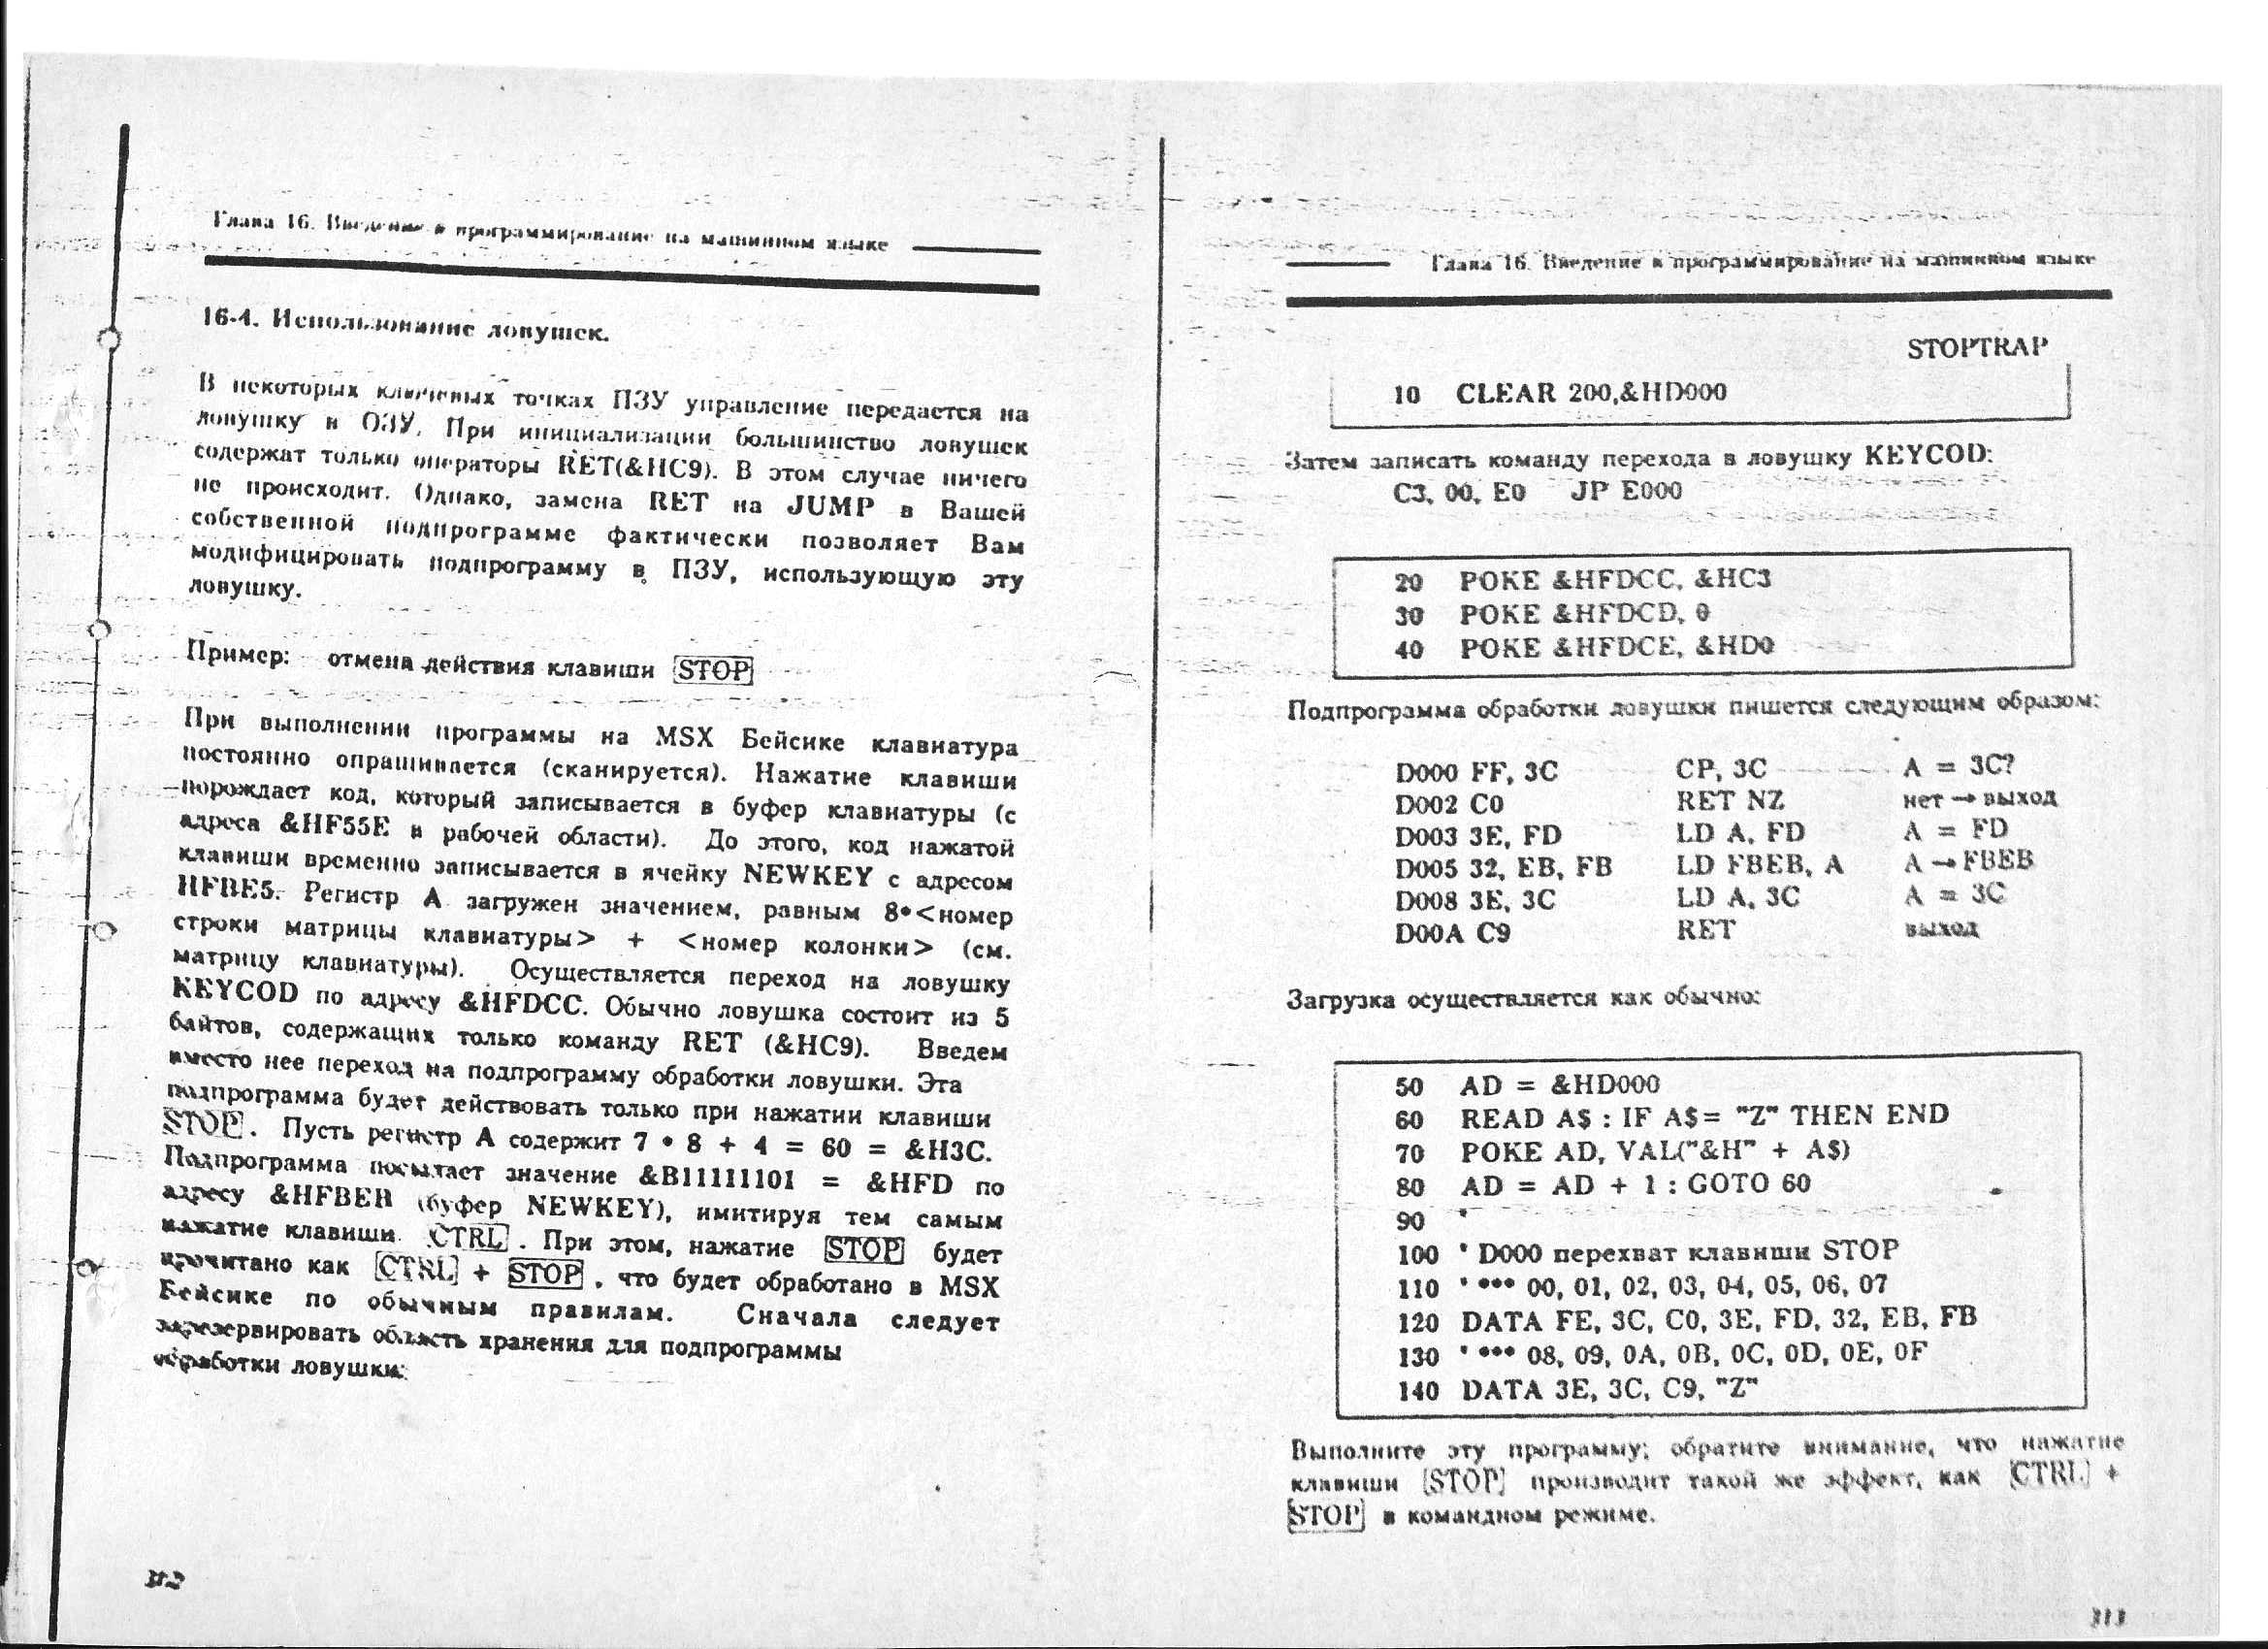 Глава 16. Введение в программирование на машинном языке
16-4. Использование ловушек.
В некоторых ключевых точках ПЗУ управление передается на
ловушку в ОЗУ. При инициализации большинство ловушек
содержат только операторы RET(&HC9). В этом случае ничего
не происходит. Однако, замена RET на JUMP в Вашей
собственной подпрограмме фактически позволяет Вам
модифицировать подпрограмму в ПЗУ, использующую эту
ловушку.
Пример: отмена действия клавиши STOP
При выполнении программы на MSX Бейсике клавиатура
постоянно опрашивается (сканируется). Нажатие клавиши
порождает код, который записывается в буфер клавиатуры (с
адреса &HF55E в рабочей области). До этого, код нажатой
клавиши временно записывается в ячейку NEWKEY с адресом
HFBE5. Регистр A загружен значением, равным 8*<номер
строки матрицы клавиатуры> + <номер колонки> (см.
матрицу клавиатуры). Осуществляется переход на ловушку
KEYCOD по адресу &HFDCC. Обычно ловушка состоит из 5
байтов, содержащих только команду RET (&HC9). Введем
вместо нее переход на подпрограмму обработки ловушки. Эта
подпрограмма будет действовать только при нажатии клавиши
STOP. Пусть регистр A содержит 7 * 8 + 4 = 60 = &H3C.
Подпрограмма посылает значение &B11111101 = &HFD по
адресу &HFBEB (буфер NEWKEY), имитируя тем самым
нажатие клавиши CTRL. При этом, нажатие STOP будет
прочитано как CTRL + STOP, что будет обработано в MSX
Бейсике по обычным правилам. Сначала следует
зарезервировать область хранения для подпрограммы
обработки ловушки:
312
Глава 16. Введение в программирование на машинном языке
STOPTRAP
10 CLEAR 200,&HD000
Затем записать команду перехода в ловушку KEYCOD:
C3, 00, E0 JP E000
20 POKE &HFDCC, &HC3
30 POKE &HFDCD, 0
40 POKE &HFDCE, &HD0
Подпрограмма обработки ловушки пишется следующим образом:
D000 FF, 3C CP, 3C A = 3C?
D002 C0 RET NZ нет → выход
D003 3E, FD LD A, FD A = FD
D005 32, EB, FB LD FBEB, A A → FBEB
D008 3E, 3C LD A, 3C A = 3C
D00A C9 RET выход
Загрузка осуществляется как обычно:
50 AD = &HD000
60 READ A$ : IF A$= "Z" THEN END
70 POKE AD, VAL("&H" + A$)
80 AD = AD + 1 : GOTO 60
90 '
100 ' D000 перехват клавиши STOP
110 ' *** 00, 01, 02, 03, 04, 05, 06, 07
120 DATA FE, 3C, C0, 3E, FD, 32, EB, FB
130 ' *** 08, 09, 0A, 0B, 0C, 0D, 0E, 0F
140 DATA 3E, 3C, C9, "Z"
Выполните эту программу; обратите внимание, что нажатие
клавиши STOP производит такой же эффект, как CTRL +
STOP в командном режиме.
313